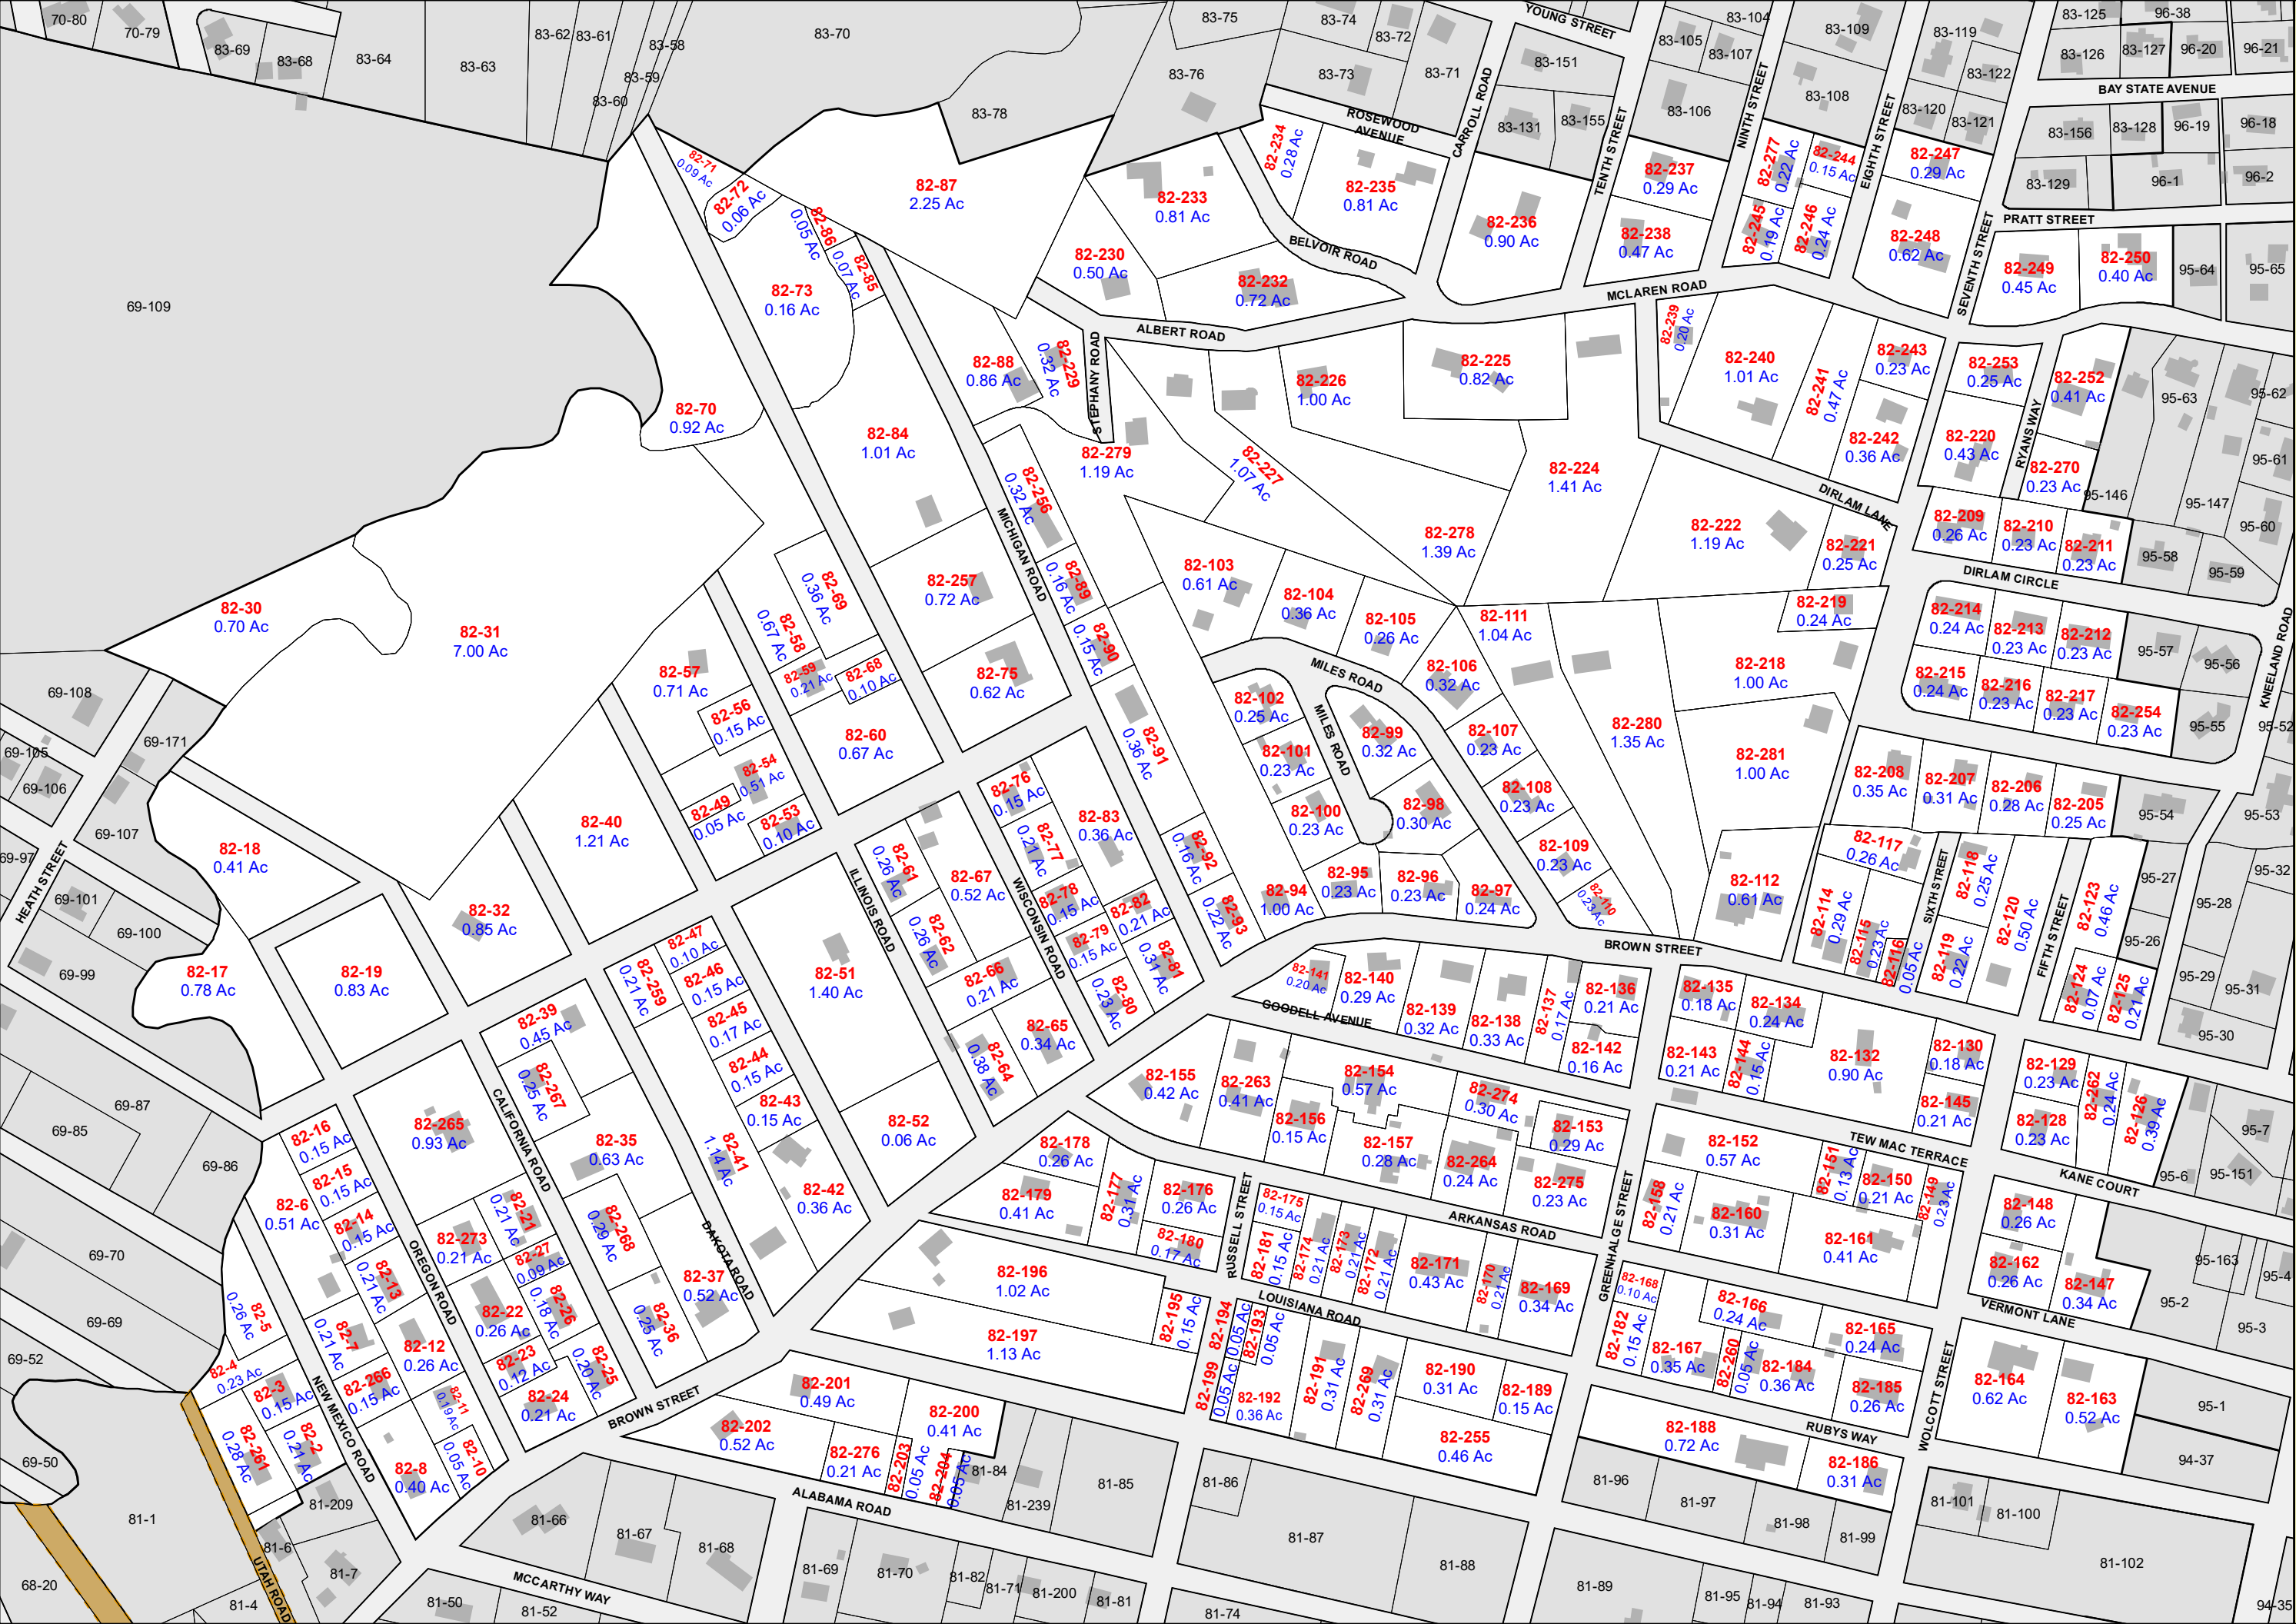 70-80
70-79
83-69
83-68
83-64
83-63
83-62
83-61
83-58
83-59
83-60
83-70
83-78
83-75
83-76
83-74
83-72
83-73
83-71
YOUNG STREET
83-151
83-131
83-155
83-105
83-104
83-107
83-106
83-109
83-108
83-119
83-122
83-120
83-121
83-125
96-38
83-126
83-127
96-20
96-21
BAY STATE AVENUE
83-156
83-128
96-19
96-18
83-129
96-1
96-2
PRATT STREET
ROSEWOOD
AVENUE
CARROLL ROAD
TENTH STREET
NINTH STREET
EIGHTH STREET
SEVENTH STREET
82-71
0.09 Ac
82-72
0.06 Ac
82-86
0.05 Ac
82-85
0.07 Ac
82-87
2.25 Ac
82-73
0.16 Ac
82-233
0.81 Ac
82-234
0.28 Ac
82-235
0.81 Ac
82-236
0.90 Ac
82-237
0.29 Ac
82-238
0.47 Ac
82-277
0.22 Ac
82-244
0.15 Ac
82-245
0.19 Ac
82-246
0.24 Ac
82-247
0.29 Ac
82-248
0.62 Ac
82-249
0.45 Ac
82-250
0.40 Ac
95-64
95-65
82-230
0.50 Ac
82-232
0.72 Ac
BELVOIR ROAD
MCLAREN ROAD
ALBERT ROAD
STEPHANY ROAD
69-109
82-70
0.92 Ac
82-84
1.01 Ac
82-88
0.86 Ac
82-229
0.32 Ac
82-279
1.19 Ac
82-226
1.00 Ac
82-225
0.82 Ac
82-227
1.07 Ac
82-224
1.41 Ac
82-278
1.39 Ac
82-239
0.20 Ac
82-240
1.01 Ac
82-241
0.47 Ac
82-243
0.23 Ac
82-242
0.36 Ac
82-253
0.25 Ac
82-252
0.41 Ac
82-220
0.43 Ac
RYANS WAY
82-270
0.23 Ac
95-63
95-62
95-61
95-146
95-147
95-60
DIRLAM LANE
82-222
1.19 Ac
82-221
0.25 Ac
82-209
0.26 Ac
82-210
0.23 Ac
82-211
0.23 Ac
95-58
95-59
DIRLAM CIRCLE
82-219
0.24 Ac
82-214
0.24 Ac
82-213
0.23 Ac
82-212
0.23 Ac
95-57
95-56
82-215
0.24 Ac
82-216
0.23 Ac
82-217
0.23 Ac
82-254
0.23 Ac
95-55
95-52
KNEELAND ROAD
82-256
0.32 Ac
MICHIGAN ROAD
82-89
0.16 Ac
82-90
0.15 Ac
82-257
0.72 Ac
82-75
0.62 Ac
82-69
0.36 Ac
82-58
0.67 Ac
82-59
0.21 Ac
82-68
0.10 Ac
82-60
0.67 Ac
82-57
0.71 Ac
82-56
0.15 Ac
82-54
0.51 Ac
82-49
0.05 Ac
82-53
0.10 Ac
82-30
0.70 Ac
82-31
7.00 Ac
82-40
1.21 Ac
82-18
0.41 Ac
82-32
0.85 Ac
82-17
0.78 Ac
82-19
0.83 Ac
69-108
69-105
69-106
69-171
69-107
69-97
69-101
69-100
69-99
HEATH STREET
82-103
0.61 Ac
82-104
0.36 Ac
82-105
0.26 Ac
82-111
1.04 Ac
82-106
0.32 Ac
MILES ROAD
MILES ROAD
82-102
0.25 Ac
82-101
0.23 Ac
82-100
0.23 Ac
82-99
0.32 Ac
82-98
0.30 Ac
82-107
0.23 Ac
82-108
0.23 Ac
82-109
0.23 Ac
82-110
0.23 Ac
82-95
0.23 Ac
82-96
0.23 Ac
82-97
0.24 Ac
82-94
1.00 Ac
82-91
0.36 Ac
82-92
0.16 Ac
82-93
0.22 Ac
82-218
1.00 Ac
82-280
1.35 Ac
82-281
1.00 Ac
82-112
0.61 Ac
82-208
0.35 Ac
82-207
0.31 Ac
82-206
0.28 Ac
82-205
0.25 Ac
95-54
95-53
82-117
0.26 Ac
82-114
0.29 Ac
82-115
0.23 Ac
82-116
0.05 Ac
SIXTH STREET
82-118
0.25 Ac
82-119
0.22 Ac
82-120
0.50 Ac
FIFTH STREET
82-123
0.46 Ac
82-124
0.07 Ac
82-125
0.21 Ac
95-27
95-26
95-28
95-32
95-29
95-31
95-30
82-76
0.15 Ac
82-83
0.36 Ac
82-77
0.21 Ac
82-78
0.15 Ac
82-82
0.21 Ac
82-79
0.15 Ac
82-81
0.31 Ac
82-80
0.23 Ac
WISCONSIN ROAD
82-61
0.26 Ac
82-67
0.52 Ac
82-62
0.26 Ac
82-66
0.21 Ac
82-65
0.34 Ac
82-64
0.38 Ac
ILLINOIS ROAD
82-51
1.40 Ac
82-52
0.06 Ac
82-47
0.10 Ac
82-259
0.21 Ac
82-46
0.15 Ac
82-45
0.17 Ac
82-44
0.15 Ac
82-43
0.15 Ac
82-41
1.14 Ac
82-42
0.36 Ac
DAKOTA ROAD
82-39
0.45 Ac
82-267
0.25 Ac
82-35
0.63 Ac
82-268
0.29 Ac
82-37
0.52 Ac
82-36
0.25 Ac
CALIFORNIA ROAD
82-265
0.93 Ac
82-21
0.21 Ac
82-273
0.21 Ac
82-27
0.09 Ac
82-26
0.18 Ac
82-22
0.26 Ac
82-23
0.12 Ac
82-25
0.20 Ac
82-24
0.21 Ac
OREGON ROAD
82-16
0.15 Ac
82-15
0.15 Ac
82-6
0.51 Ac
82-14
0.15 Ac
82-13
0.21 Ac
82-7
0.21 Ac
82-12
0.26 Ac
82-266
0.15 Ac
82-11
0.19 Ac
82-10
0.05 Ac
82-8
0.40 Ac
NEW MEXICO ROAD
82-5
0.26 Ac
82-4
0.23 Ac
82-3
0.15 Ac
82-2
0.21 Ac
82-261
0.28 Ac
UTAH ROAD
69-87
69-85
69-86
69-70
69-69
69-52
69-50
81-1
68-20
81-209
81-6
81-7
81-4
BROWN STREET
BROWN STREET
82-141
0.20 Ac
82-140
0.29 Ac
82-139
0.32 Ac
82-138
0.33 Ac
82-137
0.17 Ac
82-136
0.21 Ac
82-142
0.16 Ac
GOODELL AVENUE
82-135
0.18 Ac
82-134
0.24 Ac
82-143
0.21 Ac
82-144
0.15 Ac
82-132
0.90 Ac
82-130
0.18 Ac
82-145
0.21 Ac
82-129
0.23 Ac
82-262
0.24 Ac
82-128
0.23 Ac
82-126
0.39 Ac
95-7
95-6
95-151
TEW MAC TERRACE
KANE COURT
82-155
0.42 Ac
82-263
0.41 Ac
82-156
0.15 Ac
82-154
0.57 Ac
82-274
0.30 Ac
82-153
0.29 Ac
82-157
0.28 Ac
82-264
0.24 Ac
82-275
0.23 Ac
82-152
0.57 Ac
82-151
0.13 Ac
82-150
0.21 Ac
82-149
0.23 Ac
82-158
0.21 Ac
82-160
0.31 Ac
82-161
0.41 Ac
82-148
0.26 Ac
82-162
0.26 Ac
82-147
0.34 Ac
95-163
95-4
95-2
95-3
VERMONT LANE
82-178
0.26 Ac
82-179
0.41 Ac
82-177
0.31 Ac
82-176
0.26 Ac
82-180
0.17 Ac
RUSSELL STREET
82-175
0.15 Ac
82-181
0.15 Ac
82-174
0.21 Ac
82-173
0.21 Ac
82-172
0.21 Ac
82-171
0.43 Ac
82-170
0.21 Ac
82-169
0.34 Ac
ARKANSAS ROAD
GREENHALGE STREET
LOUISIANA ROAD
82-196
1.02 Ac
82-197
1.13 Ac
82-195
0.15 Ac
82-194
0.05 Ac
82-193
0.05 Ac
82-199
0.05 Ac
82-192
0.36 Ac
82-191
0.31 Ac
82-269
0.31 Ac
82-190
0.31 Ac
82-189
0.15 Ac
82-255
0.46 Ac
82-168
0.10 Ac
82-182
0.15 Ac
82-167
0.35 Ac
82-166
0.24 Ac
82-260
0.05 Ac
82-184
0.36 Ac
82-165
0.24 Ac
82-185
0.26 Ac
WOLCOTT STREET
RUBYS WAY
82-188
0.72 Ac
82-186
0.31 Ac
82-164
0.62 Ac
82-163
0.52 Ac
95-1
94-37
82-201
0.49 Ac
82-202
0.52 Ac
82-200
0.41 Ac
82-276
0.21 Ac
82-203
0.05 Ac
82-204
0.05 Ac
ALABAMA ROAD
MCCARTHY WAY
81-84
81-239
81-85
81-86
81-87
81-88
81-96
81-97
81-98
81-99
81-101
81-100
81-102
81-66
81-67
81-68
81-69
81-70
81-82
81-71
81-200
81-81
81-50
81-52
81-74
81-89
81-95
81-94
81-93
94-35